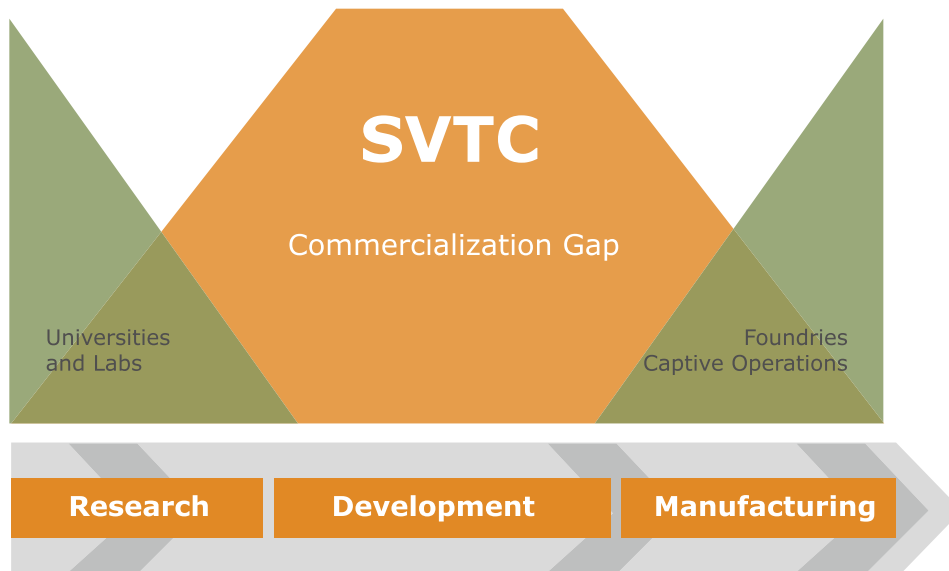 SVTC
Commercialization Gap
Universities
and Labs
Foundries
Captive Operations
Research
Development
Manufacturing